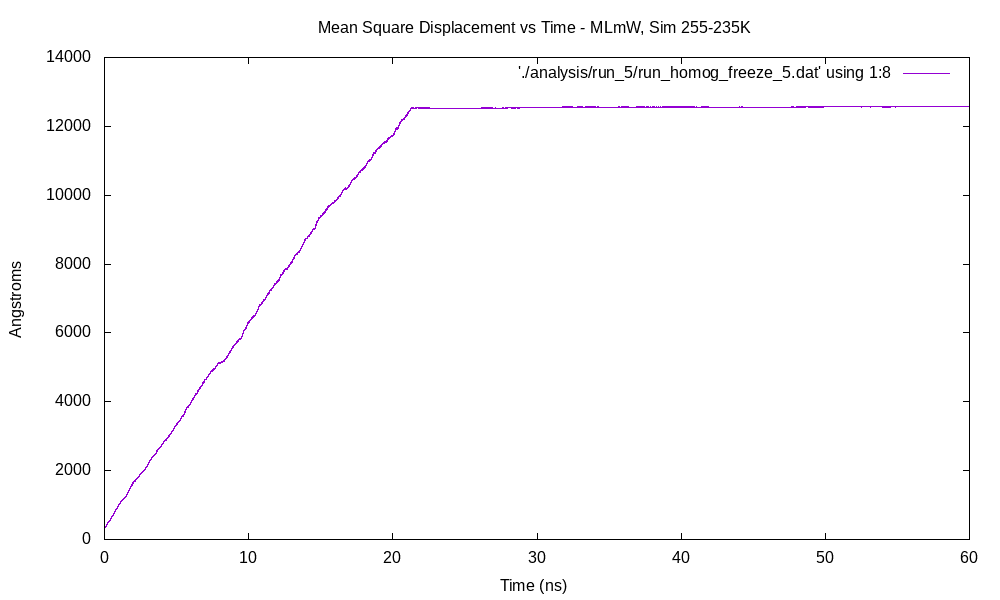 Mean Square Displacement vs Time - MLmW, Sim 255-235K
'./analysis/run_5/run_homog_freeze_5.dat' using 1:8
14000
12000
10000
8000
6000
4000
2000
0
Angstroms
0 10 20 30 40 50 60
Time (ns)